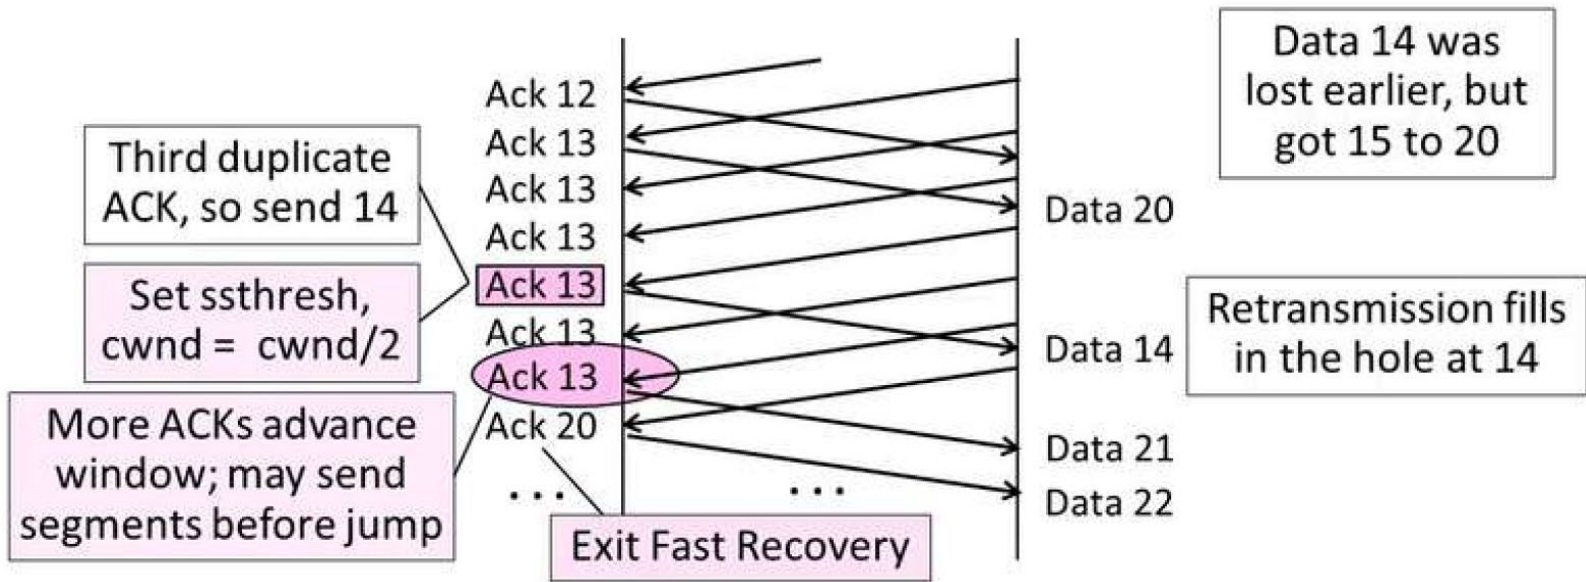 Third duplicate
ACK, so send 14
Set ssthresh,
cwnd = cwnd/2
More ACKs advance
window; may send
segments before jump
Ack 12
Ack 13
Ack 13
Ack 13
Ack 13
Ack 13
Ack 13
Ack 20
...
Exit Fast Recovery
...
Data 20
Data 14
Data 21
Data 22
Data 14 was
lost earlier, but
got 15 to 20
Retransmission fills
in the hole at 14